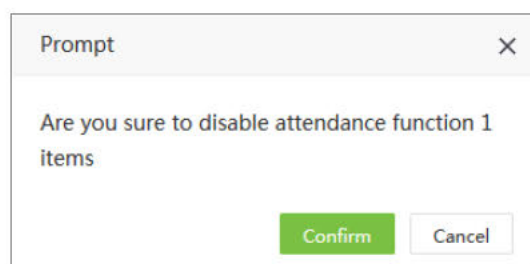 Prompt
Are you sure to disable attendance function 1
items
Confirm Cancel